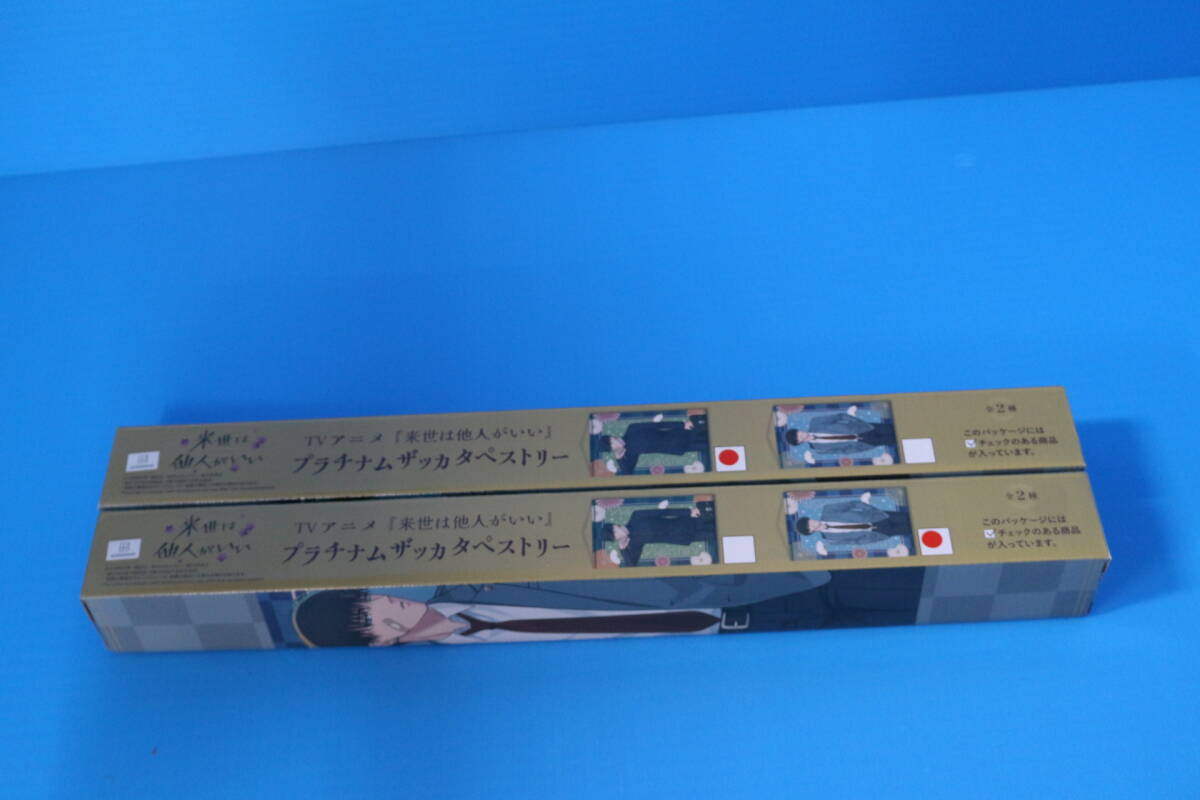 来世は
他人がいい
TVアニメ『来世は他人がいい』
プラチナムザッカ タペストリー
全2種
このパッケージには
チェックのある商品
が入っています。
来世は
他人がいい
TVアニメ『来世は他人がいい』
プラチナムザッカ タペストリー
全2種
このパッケージには
チェックのある商品
が入っています。